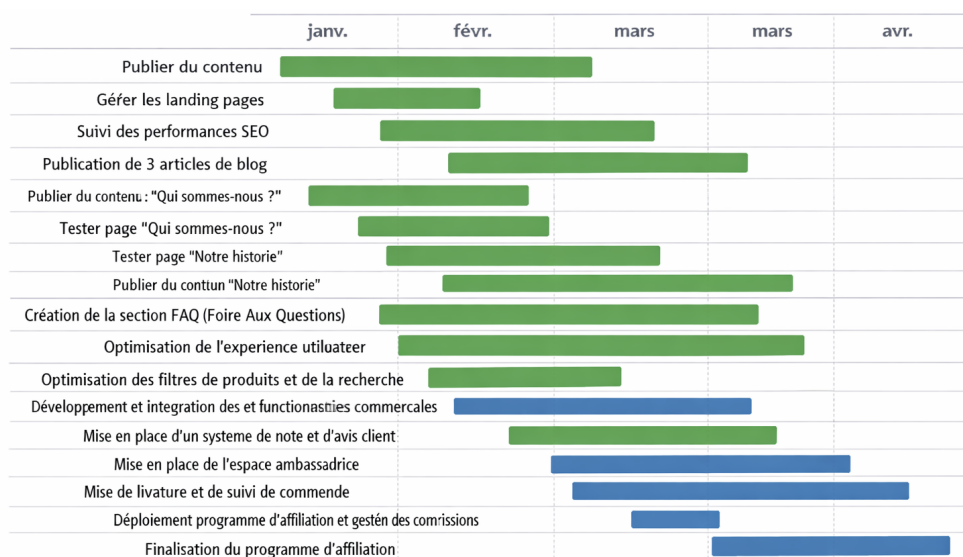 janv. févr. mars mars avr.
Publier du contenu
Géřer les landing pages
Suivi des performances SEO
Publication de 3 articles de blog
Publier du contenu : "Qui sommes-nous ?"
Tester page "Qui sommes-nous ?"
Tester page "Notre historie"
Publier du conttun "Notre historie"
Création de la section FAQ (Foire Aux Questions)
Optimisation de l'experience utiluateer
Optimisation des filtres de produits et de la recherche
Développement et integration des et commercales
Mise en place d'un systeme de note et d'avis client
Mise en place de l'espace ambassadrice
Mise de livature et de suivi de commende
Déploiement programme d'affiliation et gestén des
Finalisation du programme d'affiliation